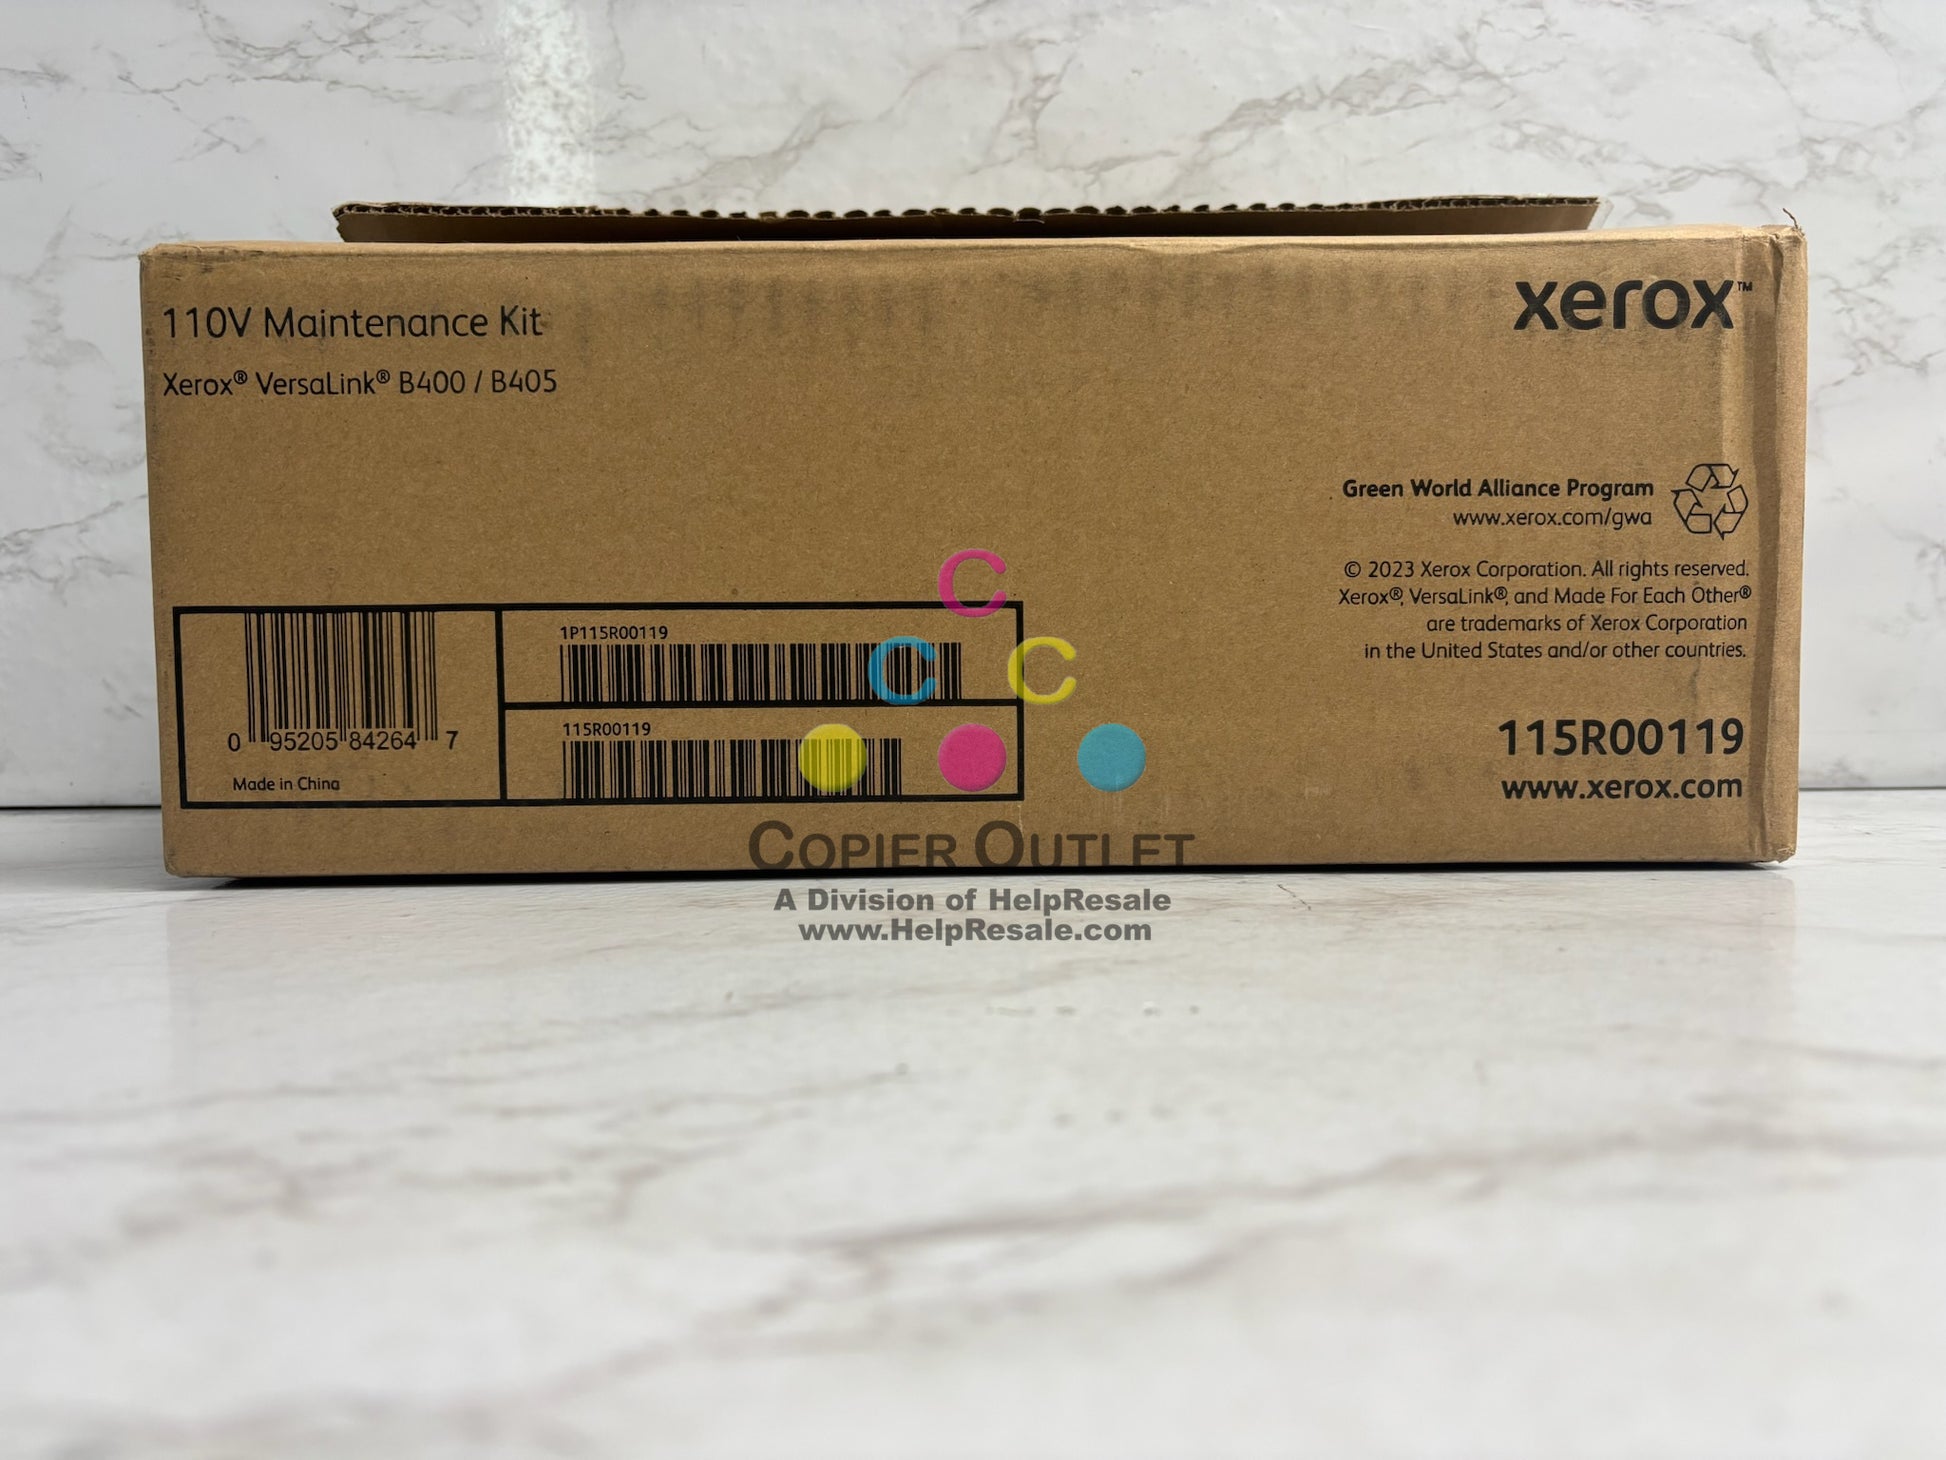 110V Maintenance Kit
Xerox® VersaLink® B400 / B405
xerox™
Green World Alliance Program
www.xerox.com/gwa
© 2023 Xerox Corporation. All rights reserved.
Xerox®, VersaLink®, and Made For Each Other®
are trademarks of Xerox Corporation
in the United States and/or other countries.
115R00119
www.xerox.com
0 95205 84264 7
Made in China
1P115R00119
115R00119
C
C C
COPIER OUTLET
A Division of HelpResale
www.HelpResale.com